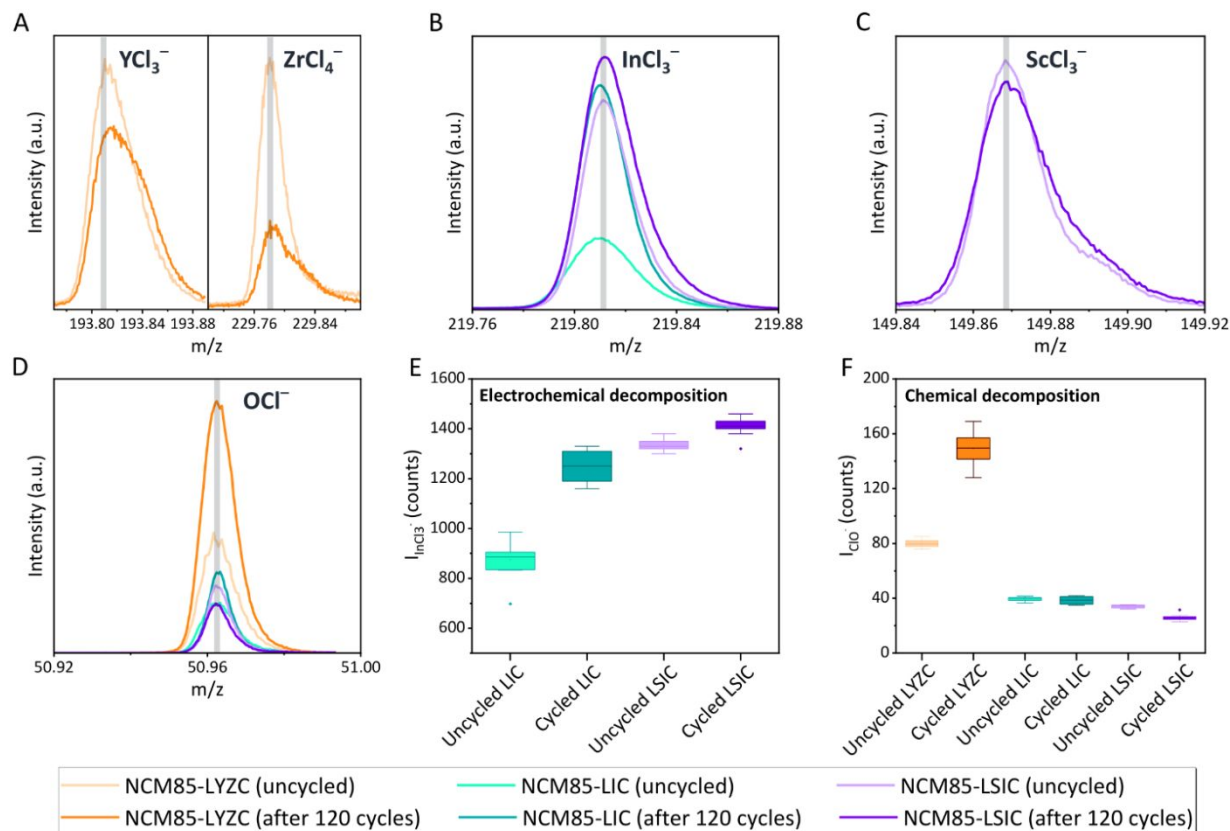 A
YCl₃⁻
ZrCl₄⁻
Intensity (a.u.)
193.80 193.84 193.88 229.76 229.84
m/z
B
InCl₃⁻
Intensity (a.u.)
219.76 219.80 219.84 219.88
m/z
C
ScCl₃⁻
Intensity (a.u.)
149.84 149.86 149.88 149.90 149.92
m/z
D
OCl⁻
Intensity (a.u.)
50.92 50.96 51.00
m/z
E
Electrochemical decomposition
I InCl3⁻ (counts)
1600
1400
1200
1000
800
600
Uncycled LIC
Cycled LIC
Uncycled LSIC
Cycled LSIC
F
Chemical decomposition
I ClO⁻ (counts)
200
160
120
80
40
0
Uncycled LYZC
Cycled LYZC
Uncycled LIC
Cycled LIC
Uncycled LSIC
Cycled LSIC
NCM85-LYZC (uncycled) NCM85-LIC (uncycled) NCM85-LSIC (uncycled)
NCM85-LYZC (after 120 cycles) NCM85-LIC (after 120 cycles) NCM85-LSIC (after 120 cycles)